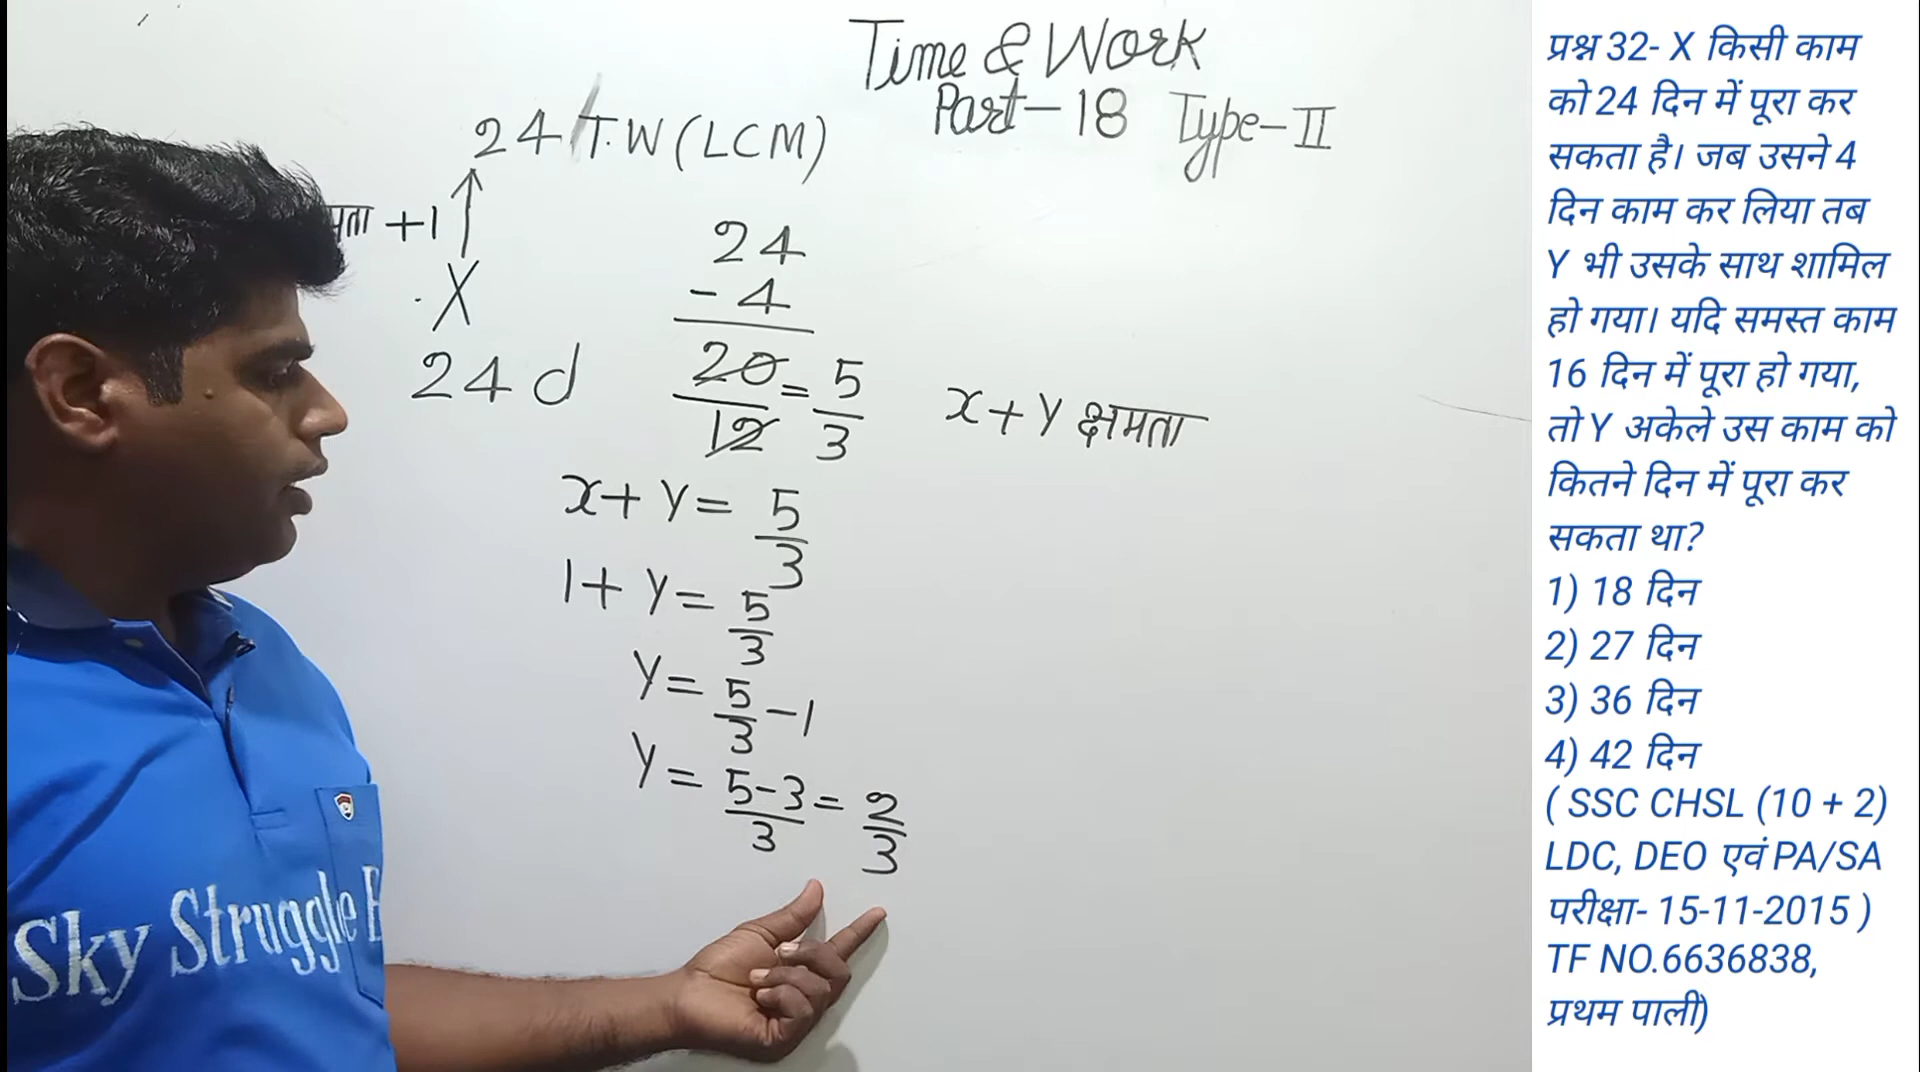 Time & Work
Part-18 Type-II
24 T.W (LCM)
+1
X
24 d
24
- 4
20/12 = 5/3
x+y क्षमता
x+y= 5/3
1+y= 5/3
y= 5/3 -1
y= 5-3/3 = 2/3
Sky Struggle
प्रश्न 32- X किसी काम
को 24 दिन में पूरा कर
सकता है। जब उसने 4
दिन काम कर लिया तब
Y भी उसके साथ शामिल
हो गया। यदि समस्त काम
16 दिन में पूरा हो गया,
तो Y अकेले उस काम को
कितने दिन में पूरा कर
सकता था?
1) 18 दिन
2) 27 दिन
3) 36 दिन
4) 42 दिन
( SSC CHSL (10 + 2)
LDC, DEO एवं PA/SA
परीक्षा- 15-11-2015 )
TF NO.6636838,
प्रथम पाली)